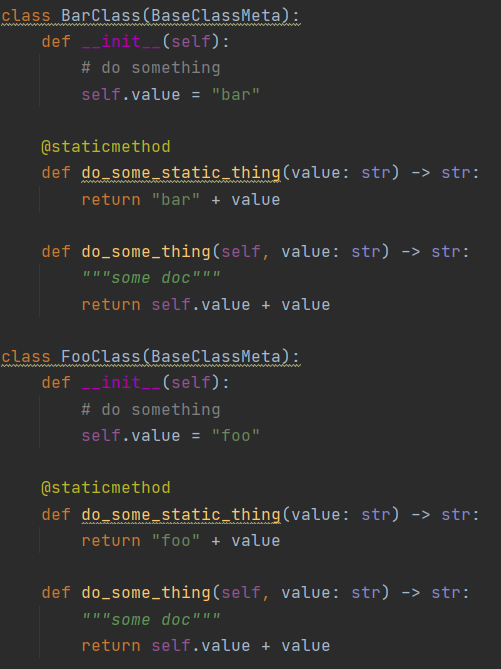 class BarClass(BaseClassMeta):
    def __init__(self):
        # do something
        self.value = "bar"

    @staticmethod
    def do_some_static_thing(value: str) -> str:
        return "bar" + value

    def do_some_thing(self, value: str) -> str:
        """some doc"""
        return self.value + value

class FooClass(BaseClassMeta):
    def __init__(self):
        # do something
        self.value = "foo"

    @staticmethod
    def do_some_static_thing(value: str) -> str:
        return "foo" + value

    def do_some_thing(self, value: str) -> str:
        """some doc"""
        return self.value + value